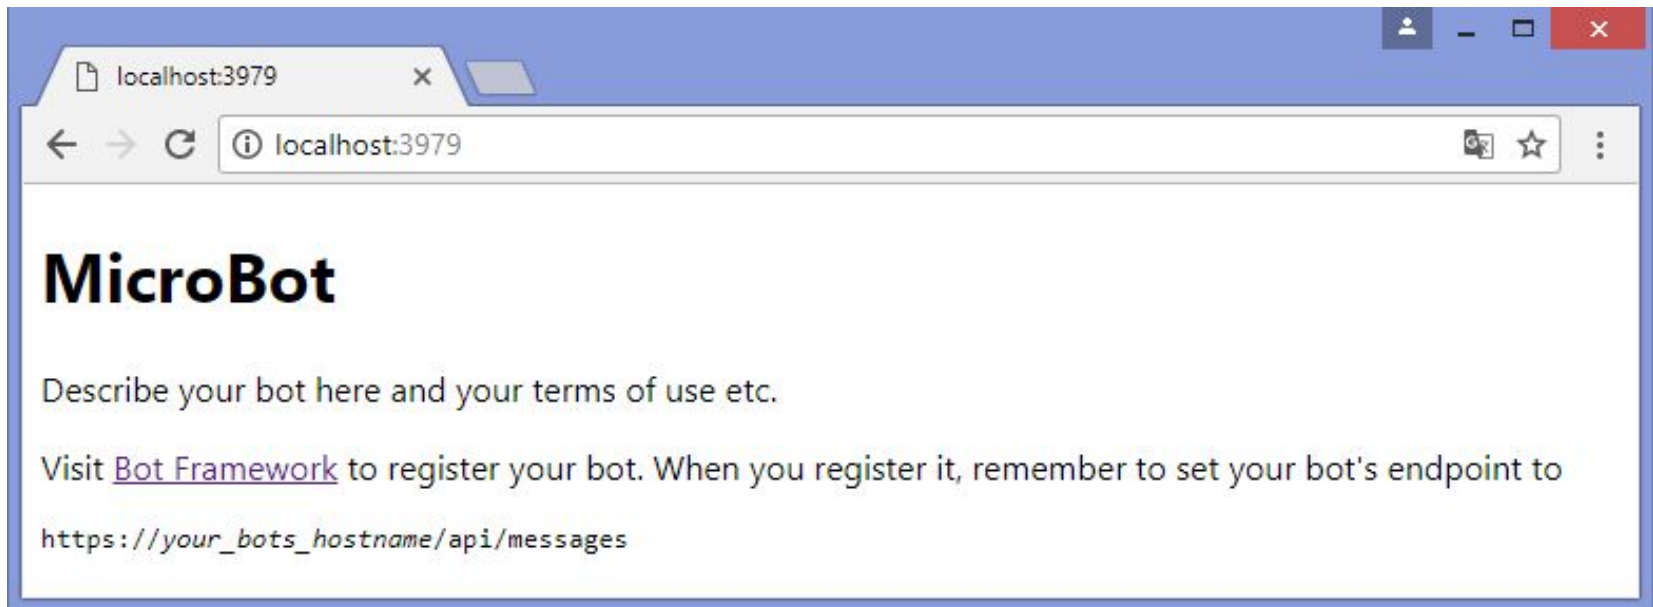 localhost:3979
localhost:3979
MicroBot
Describe your bot here and your terms of use etc.
Visit Bot Framework to register your bot. When you register it, remember to set your bot's endpoint to
https://your_bots_hostname/api/messages